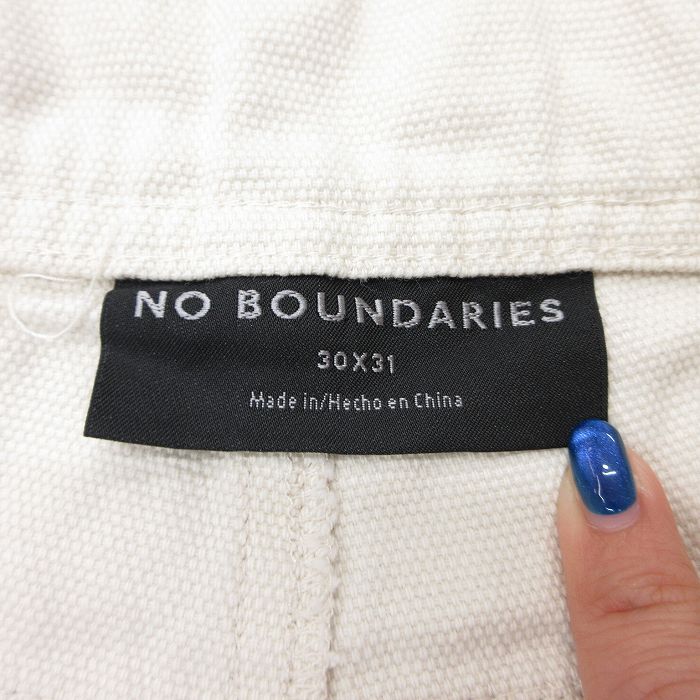 NO BOUNDARIES
30X31
Made in/Hecho en China